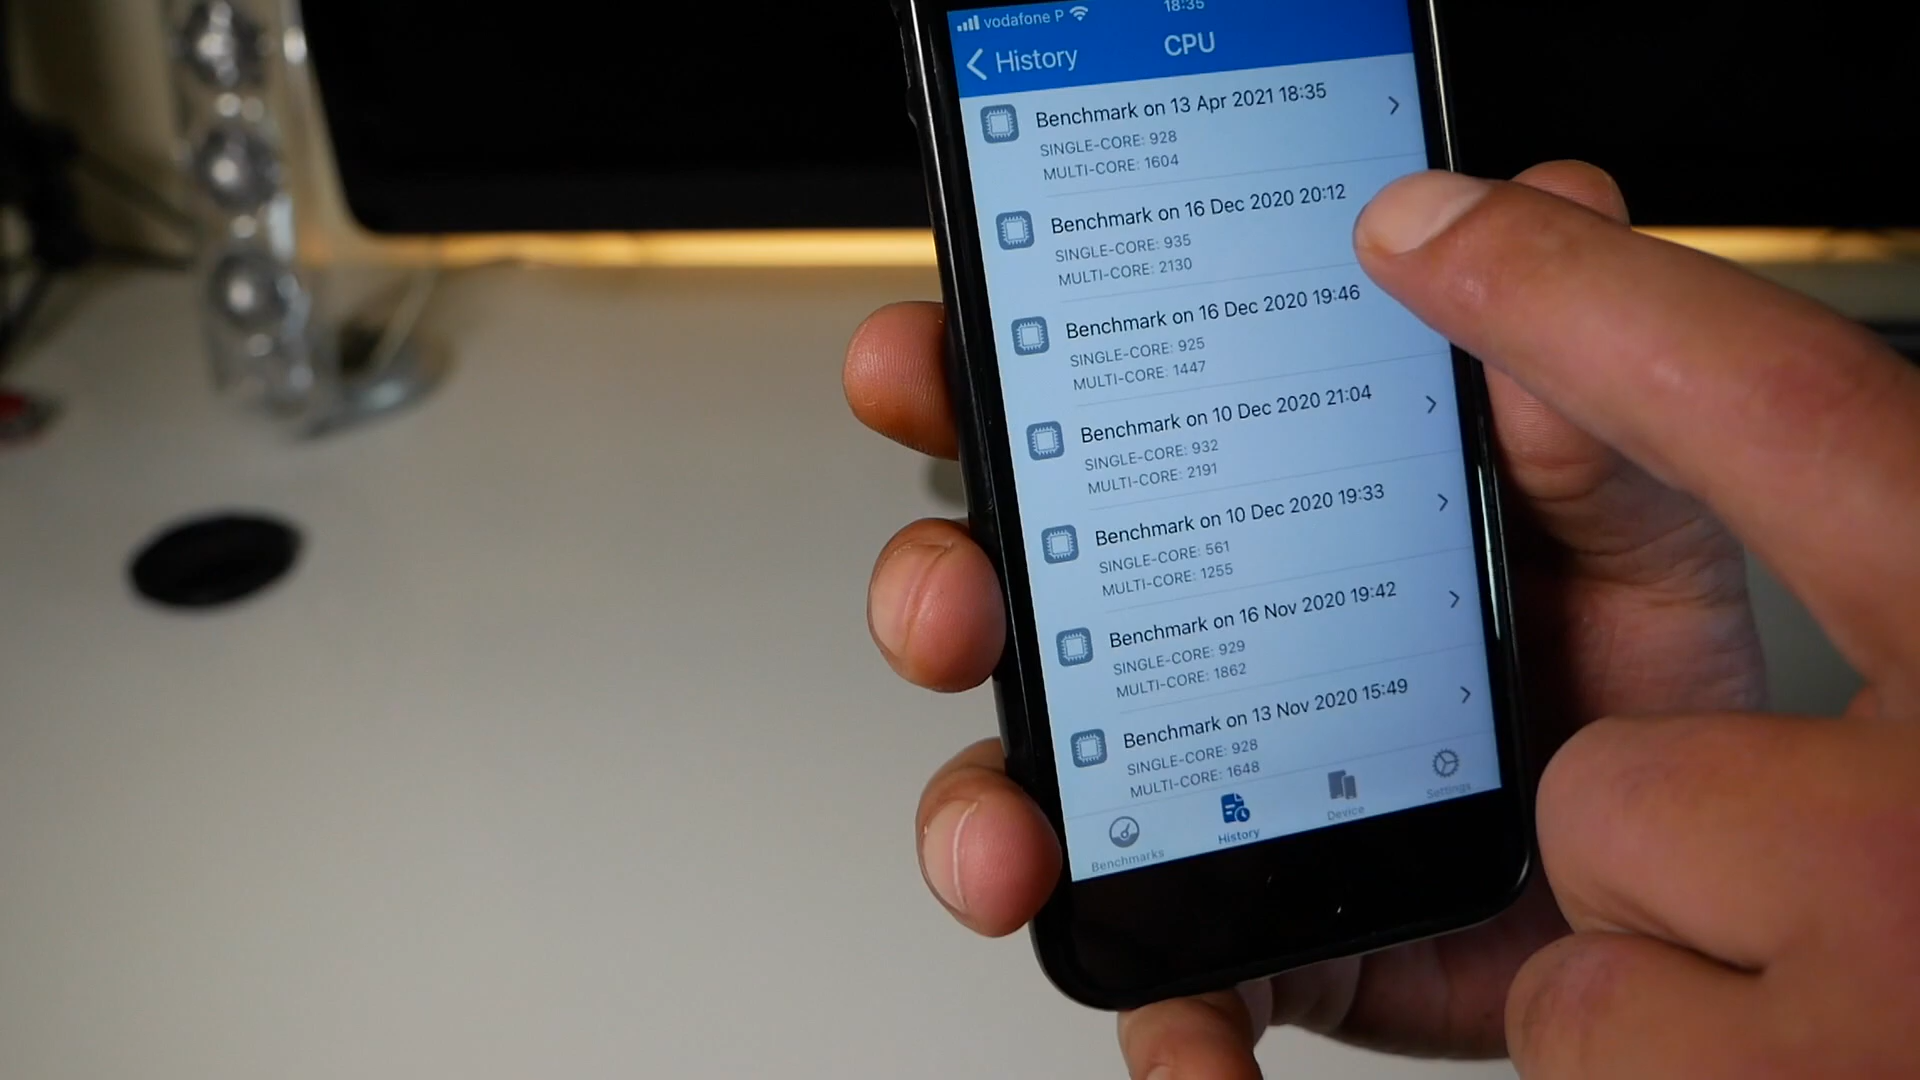 vodafone P
18:35
History
CPU
Benchmark on 13 Apr 2021 18:35
SINGLE-CORE: 928
MULTI-CORE: 1604
Benchmark on 16 Dec 2020 20:12
SINGLE-CORE: 935
MULTI-CORE: 2130
Benchmark on 16 Dec 2020 19:46
SINGLE-CORE: 925
MULTI-CORE: 1447
Benchmark on 10 Dec 2020 21:04
SINGLE-CORE: 932
MULTI-CORE: 2191
Benchmark on 10 Dec 2020 19:33
SINGLE-CORE: 561
MULTI-CORE: 1255
Benchmark on 16 Nov 2020 19:42
SINGLE-CORE: 929
MULTI-CORE: 1862
Benchmark on 13 Nov 2020 15:49
SINGLE-CORE: 928
MULTI-CORE: 1648
Benchmarks
History
Device
Settings